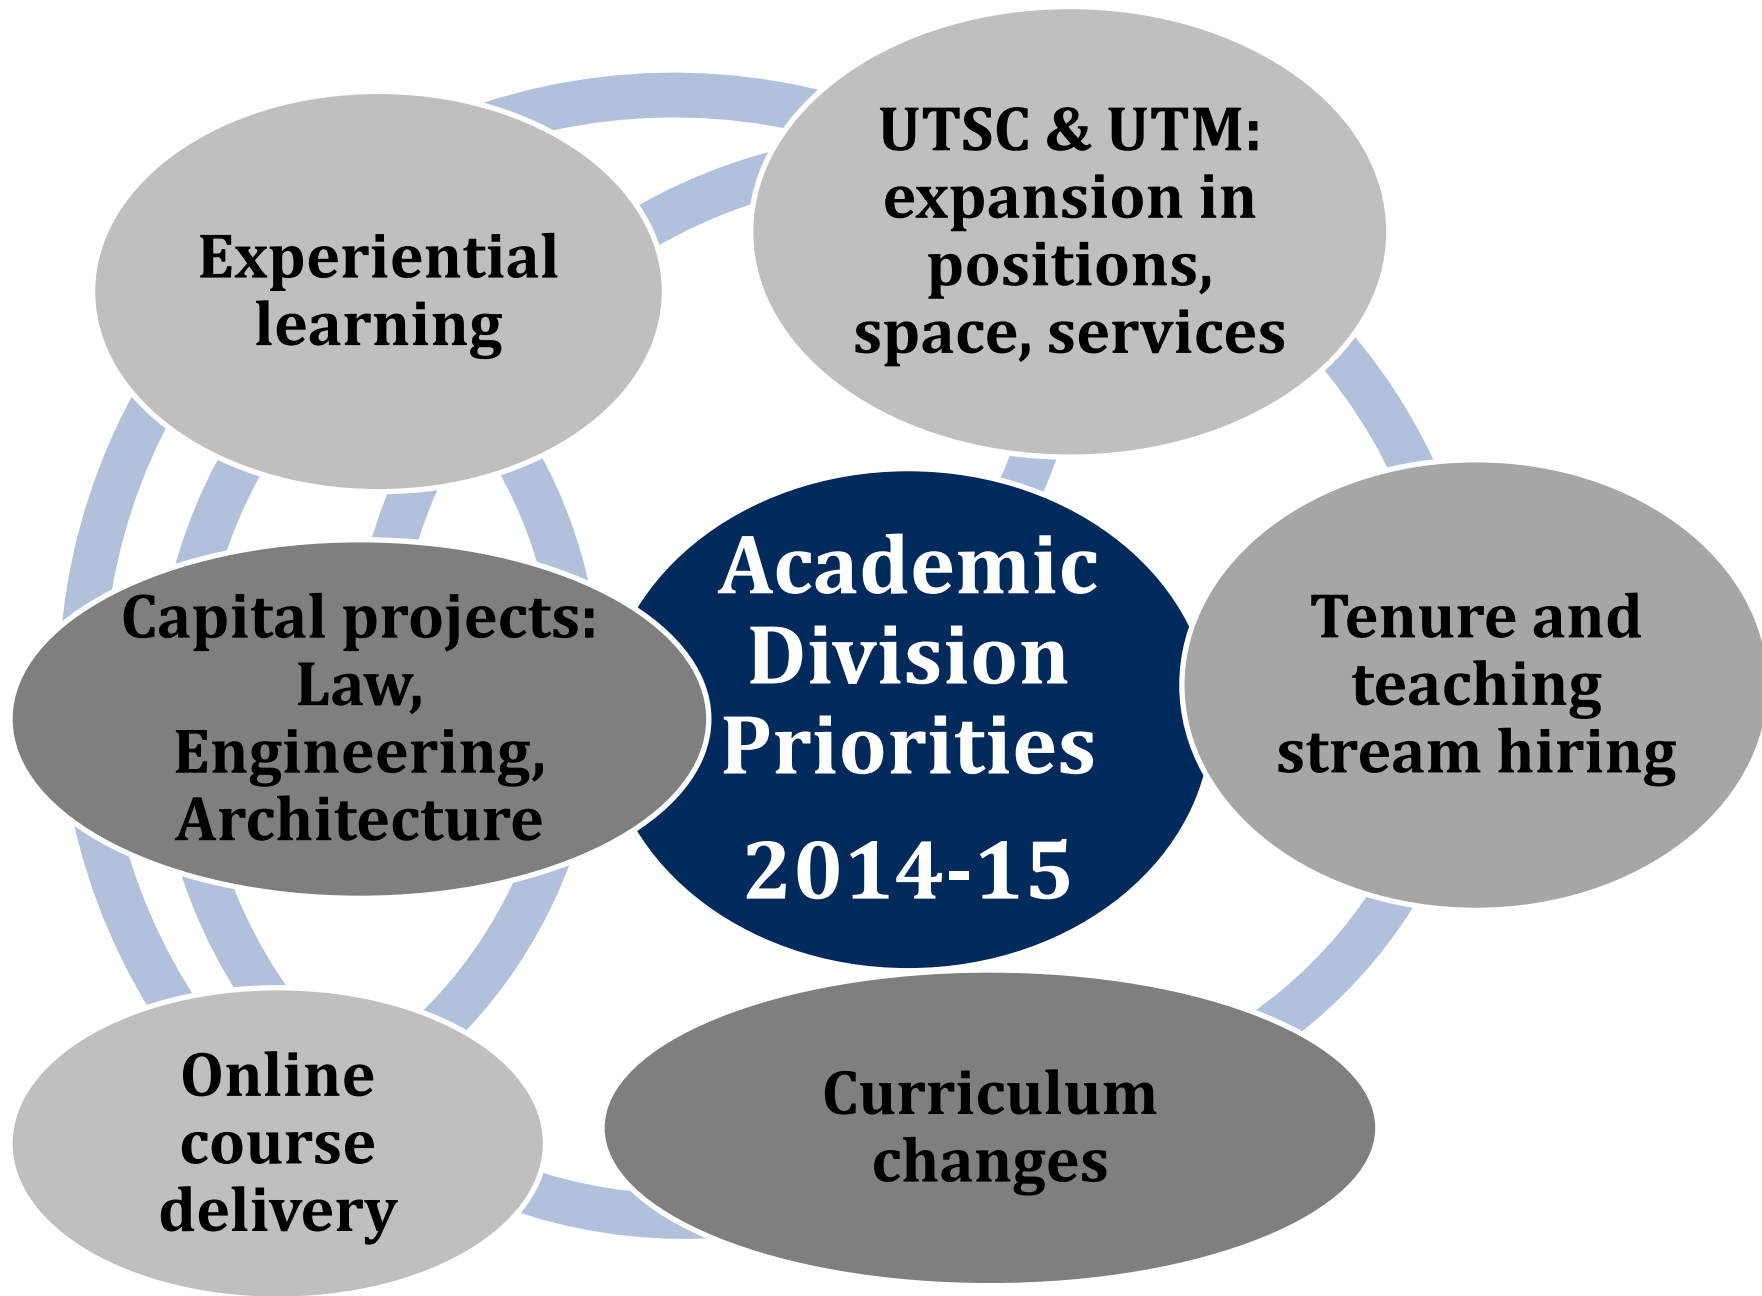 UTSC & UTM:
expansion in
positions,
space, services
Experiential
learning
Academic
Division
Priorities
2014-15
Tenure and
teaching
stream hiring
Capital projects:
Law,
Engineering,
Architecture
Curriculum
changes
Online
course
delivery